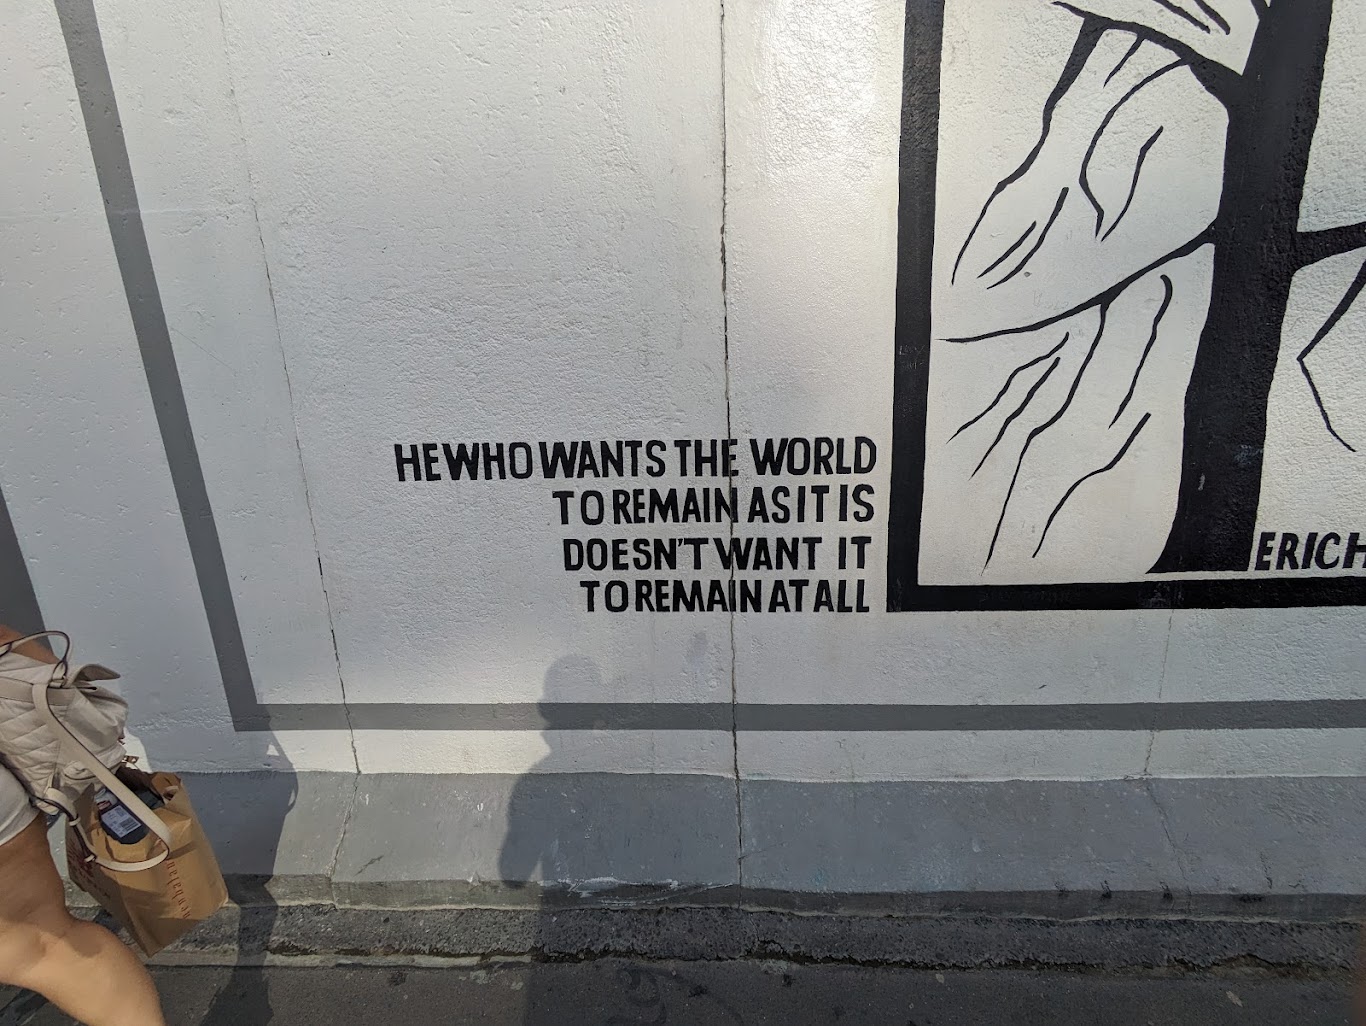 HE WHO WANTS THE WORLD
TO REMAIN AS IT IS
DOESN'T WANT IT
TO REMAIN AT ALL
ERICH